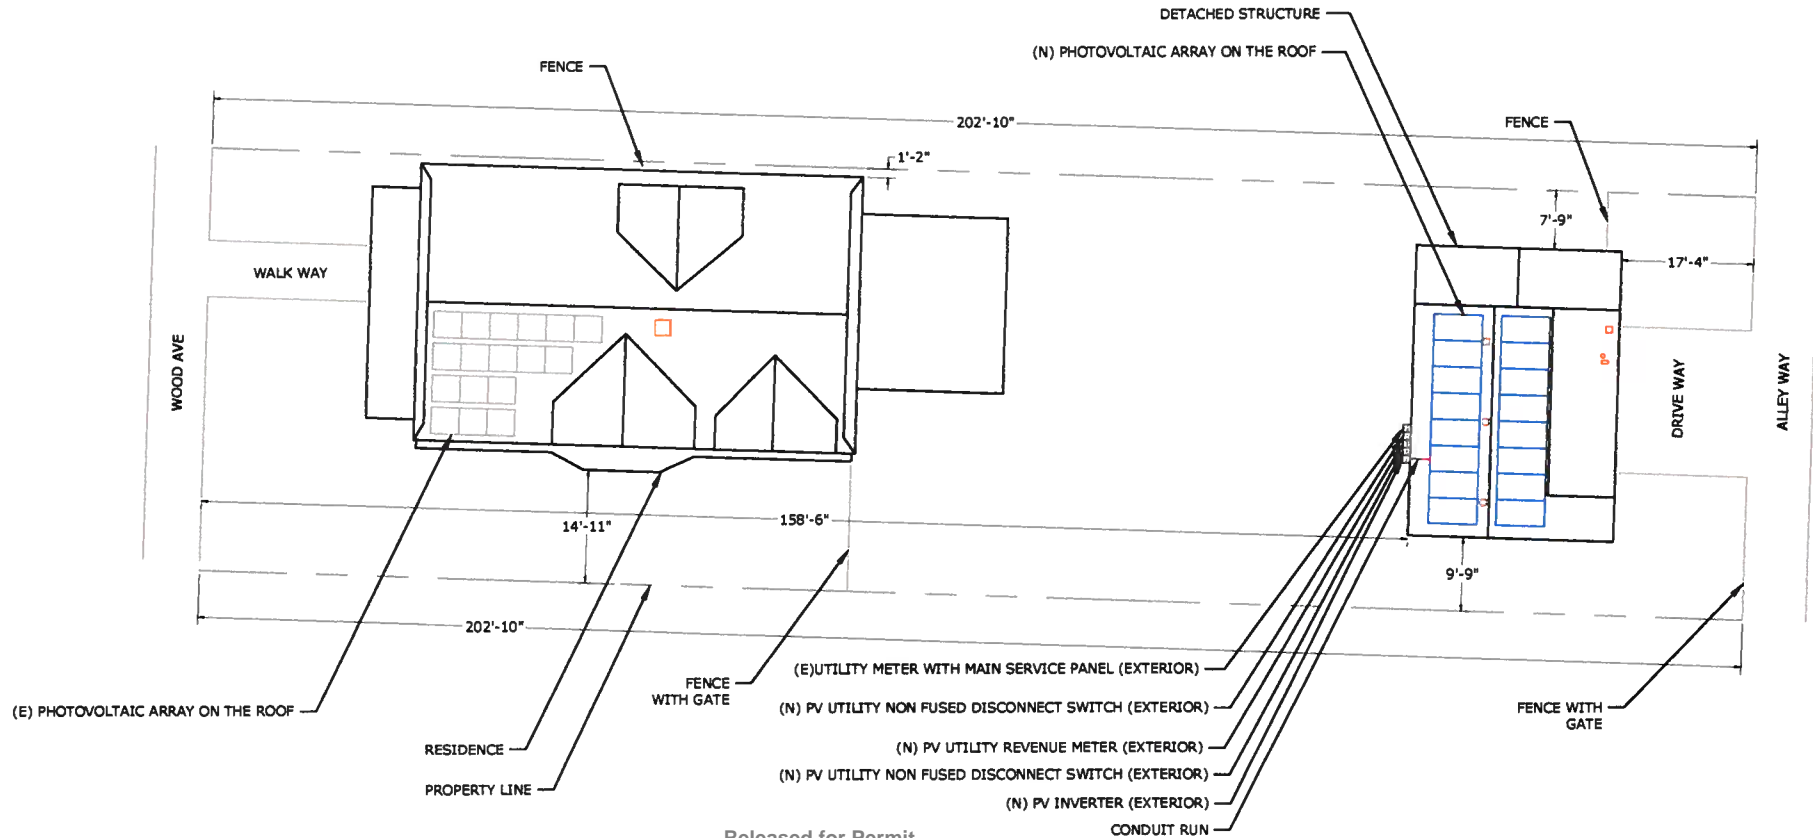 DETACHED STRUCTURE
(N) PHOTOVOLTAIC ARRAY ON THE ROOF
FENCE
202'-10"
FENCE
1'-2"
7'-9"
17'-4"
WALK WAY
WOOD AVE
DRIVE WAY
ALLEY WAY
14'-11"
158'-6"
9'-9"
202'-10"
(E)UTILITY METER WITH MAIN SERVICE PANEL (EXTERIOR)
FENCE
WITH GATE
(N) PV UTILITY NON FUSED DISCONNECT SWITCH (EXTERIOR)
FENCE WITH
GATE
(E) PHOTOVOLTAIC ARRAY ON THE ROOF
RESIDENCE
(N) PV UTILITY REVENUE METER (EXTERIOR)
(N) PV UTILITY NON FUSED DISCONNECT SWITCH (EXTERIOR)
PROPERTY LINE
(N) PV INVERTER (EXTERIOR)
CONDUIT RUN
Released for Permit